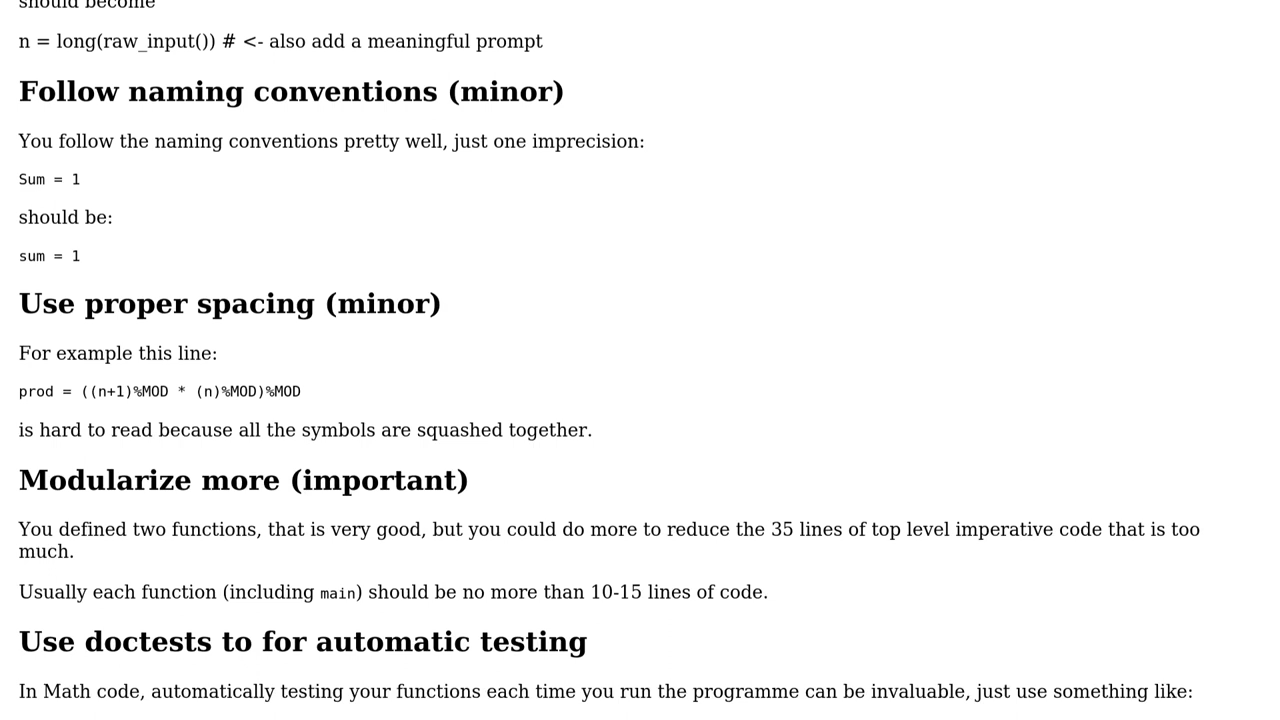 should become
n = long(raw_input()) # <- also add a meaningful prompt
Follow naming conventions (minor)
You follow the naming conventions pretty well, just one imprecision:
Sum = 1
should be:
sum = 1
Use proper spacing (minor)
For example this line:
prod = ((n+1)%MOD * (n)%MOD)%MOD
is hard to read because all the symbols are squashed together.
Modularize more (important)
You defined two functions, that is very good, but you could do more to reduce the 35 lines of top level imperative code that is too
much.
Usually each function (including main) should be no more than 10-15 lines of code.
Use doctests to for automatic testing
In Math code, automatically testing your functions each time you run the programme can be invaluable, just use something like: